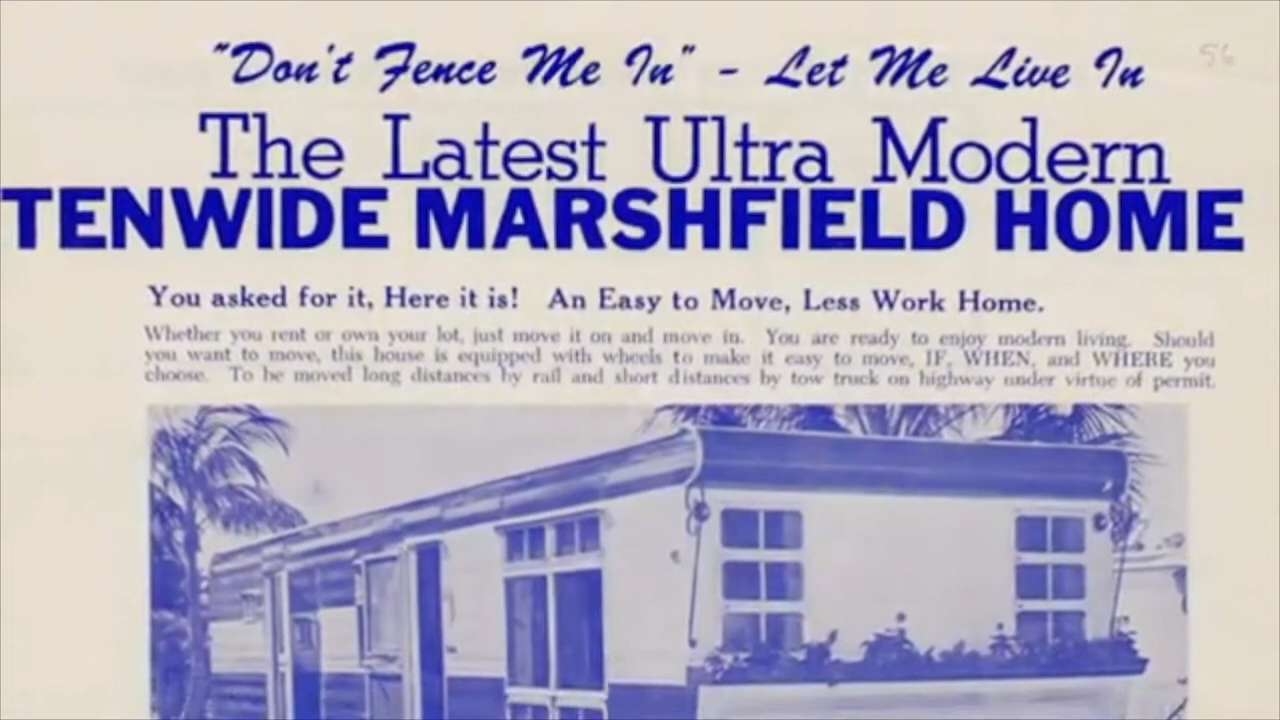 "Don't Fence Me In" - Let Me Live In
56
The Latest Ultra Modern
TENWIDE MARSHFIELD HOME
You asked for it, Here it is! An Easy to Move, Less Work Home.
Whether you rent or own your lot, just move it on and move in. You are ready to enjoy modern living. Should
you want to move, this house is equipped with wheels to make it easy to move, IF, WHEN, and WHERE you
choose. To be moved long distances by rail and short distances by tow truck on highway under virtue of permit.